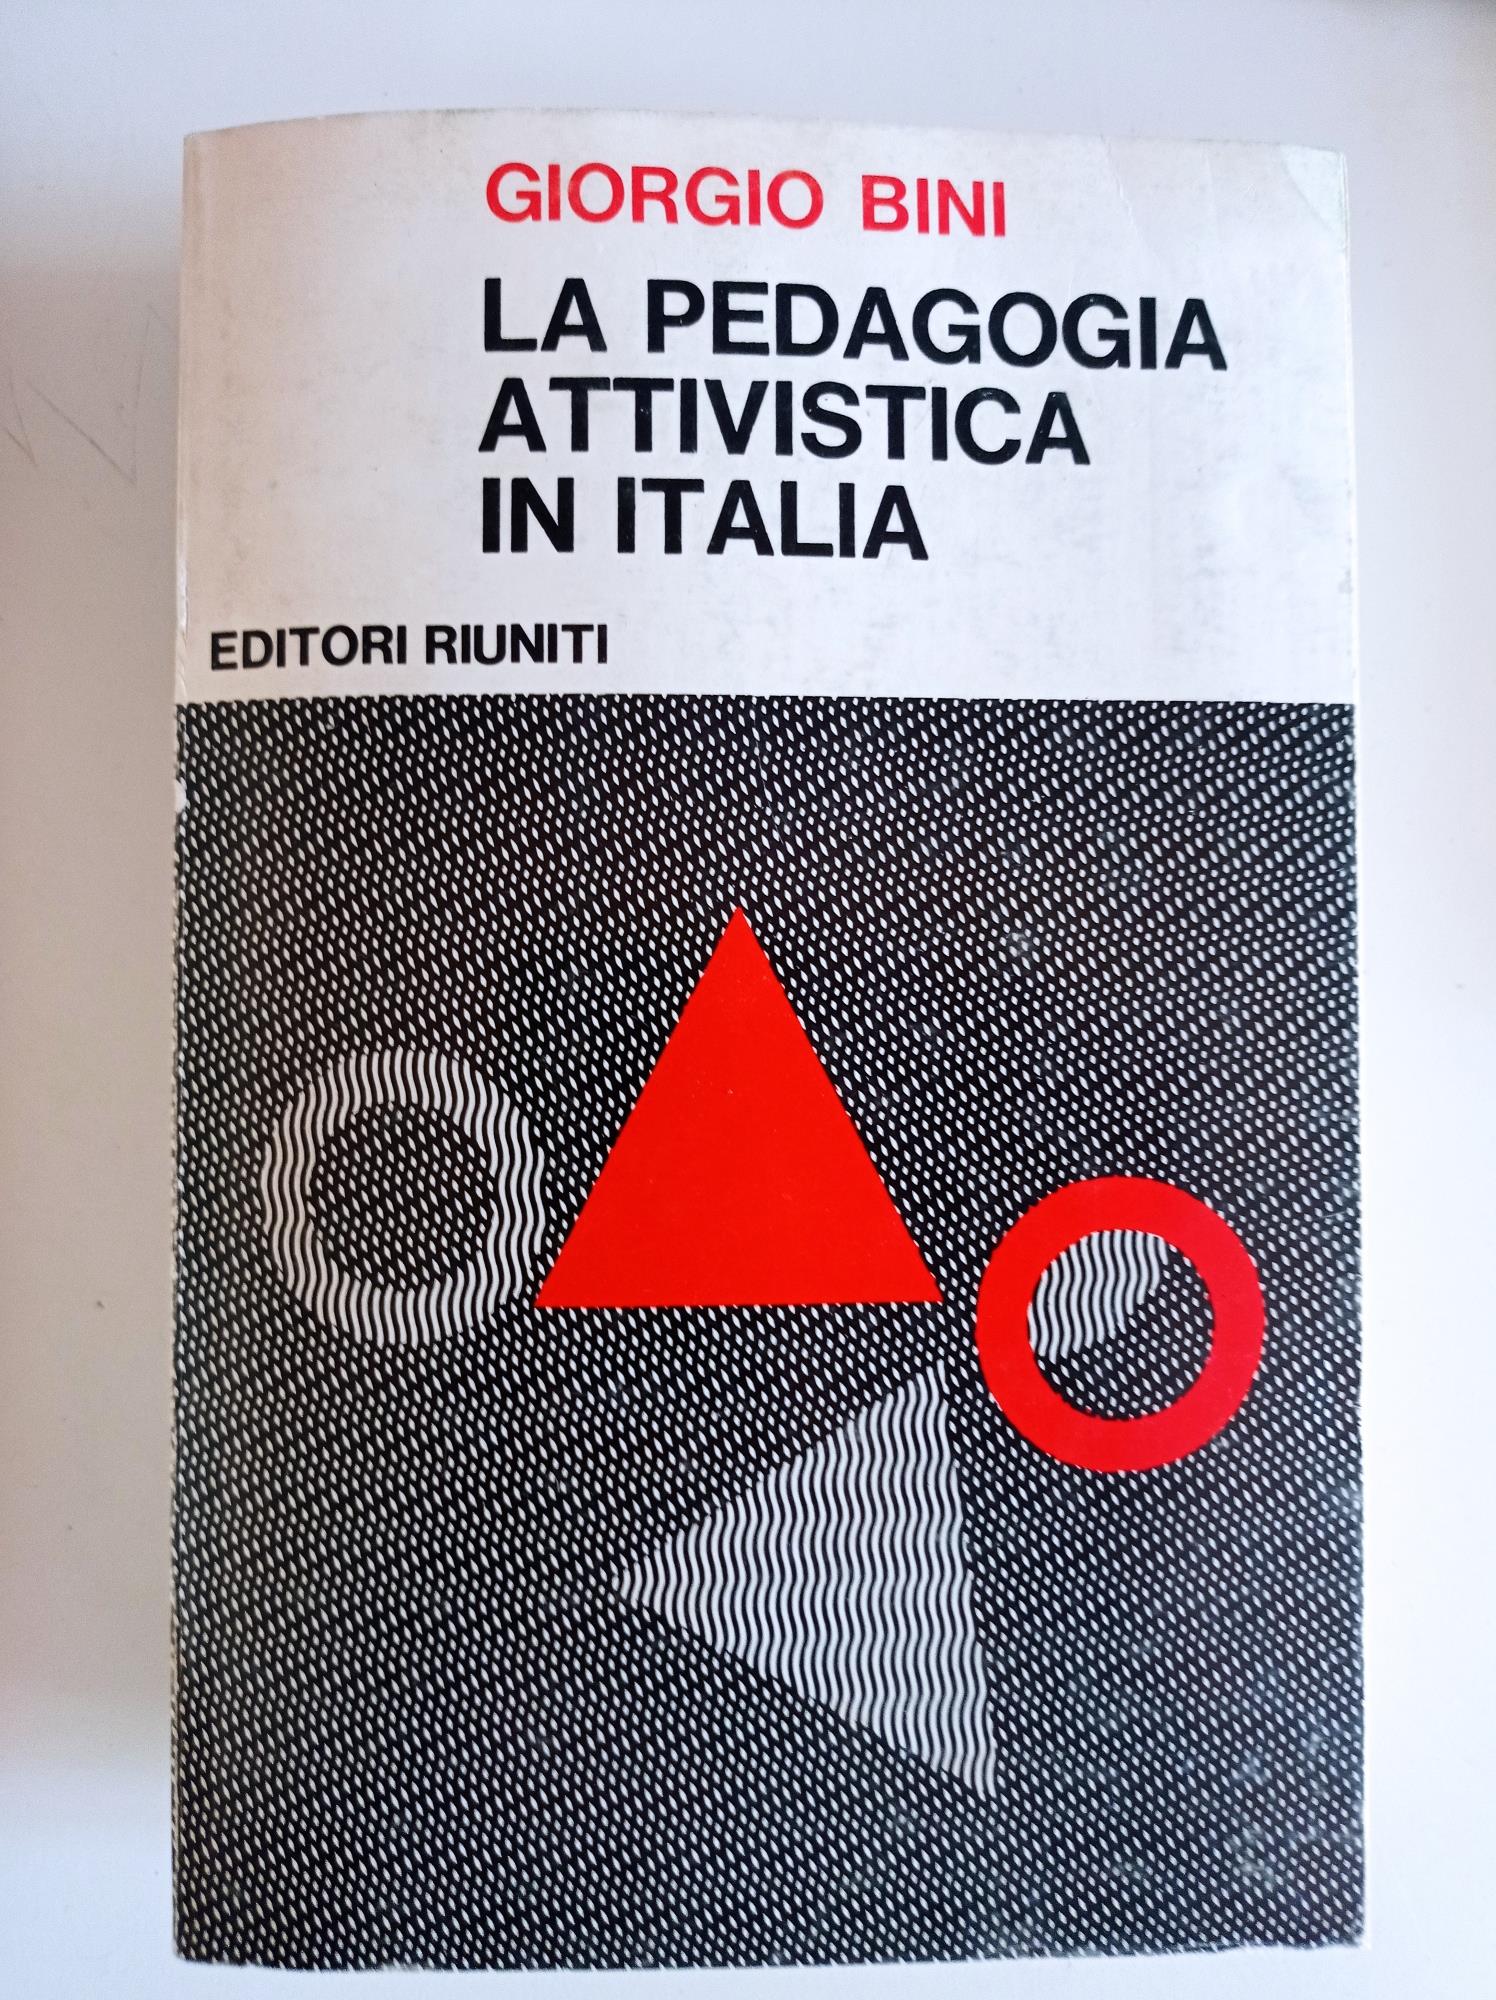 GIORGIO BINI
LA PEDAGOGIA
ATTIVISTICA
IN ITALIA
EDITORI RIUNITI